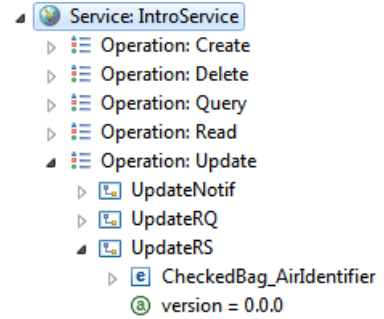 Service: IntroService
Operation: Create
Operation: Delete
Operation: Query
Operation: Read
Operation: Update
UpdateNotif
UpdateRQ
UpdateRS
e CheckedBag_AirIdentifier
a version = 0.0.0